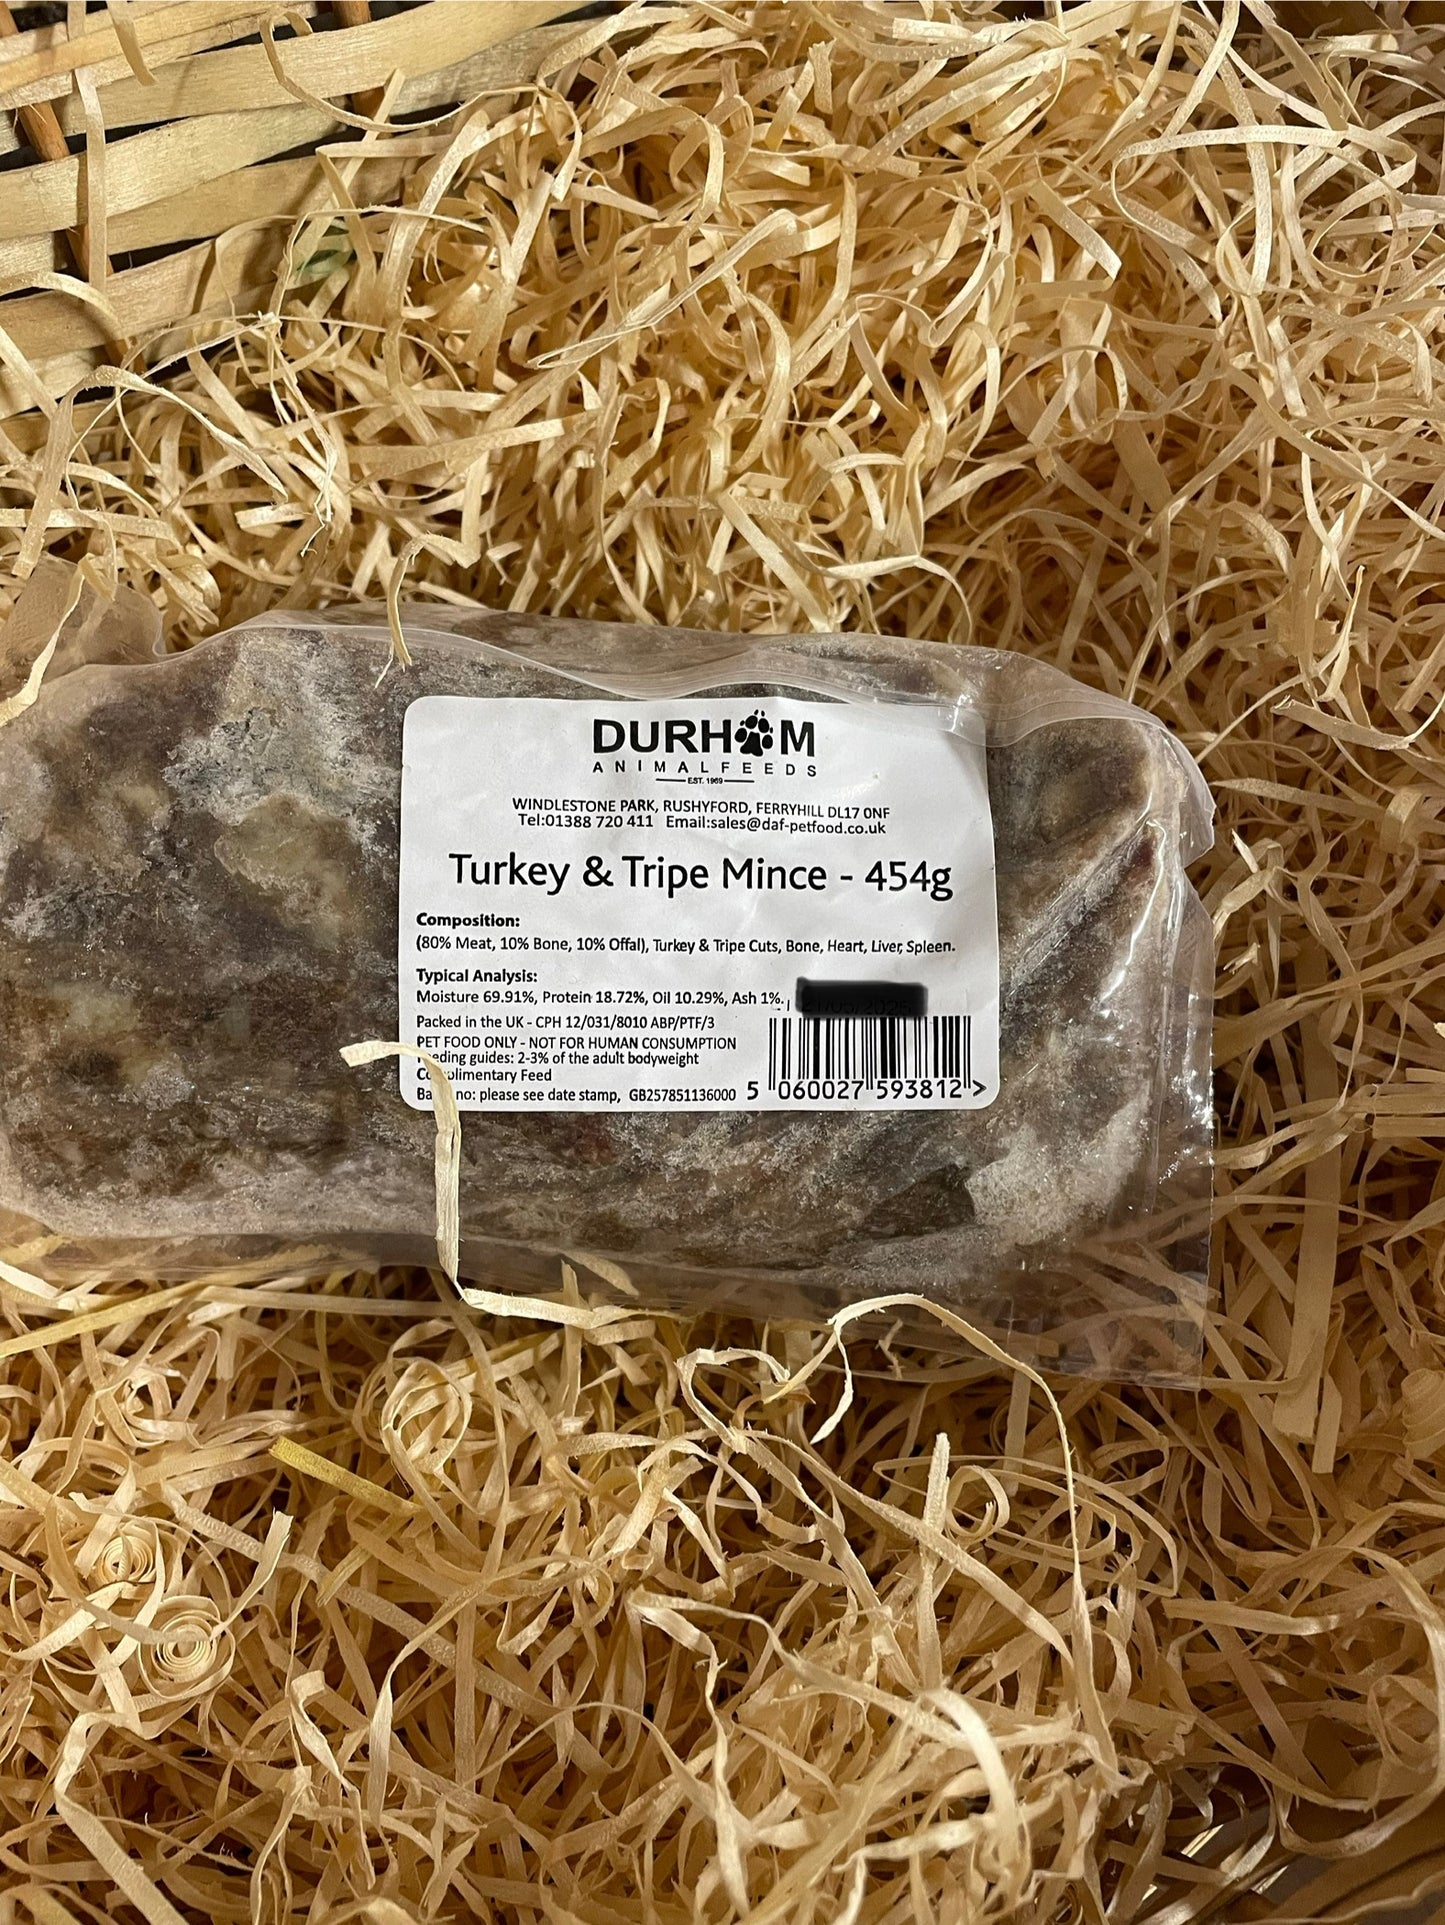 DURHAM
ANIMAL FEEDS
EST. 1969
WINDLESTONE PARK, RUSHYFORD, FERRYHILL DL17 0NF
Tel:01388 720 411 Email:sales@daf-petfood.co.uk
Turkey & Tripe Mince - 454g
Composition:
(80% Meat, 10% Bone, 10% Offal), Turkey & Tripe Cuts, Bone, Heart, Liver, Spleen.
Typical Analysis:
Moisture 69.91%, Protein 18.72%, Oil 10.29%, Ash 1%.
Packed in the UK - CPH 12/031/8010 ABP/PTF/3
PET FOOD ONLY - NOT FOR HUMAN CONSUMPTION
guides: 2-3% of the adult bodyweight
Feed
no: please see date stamp, GB257851136000
5 060027 593812 >